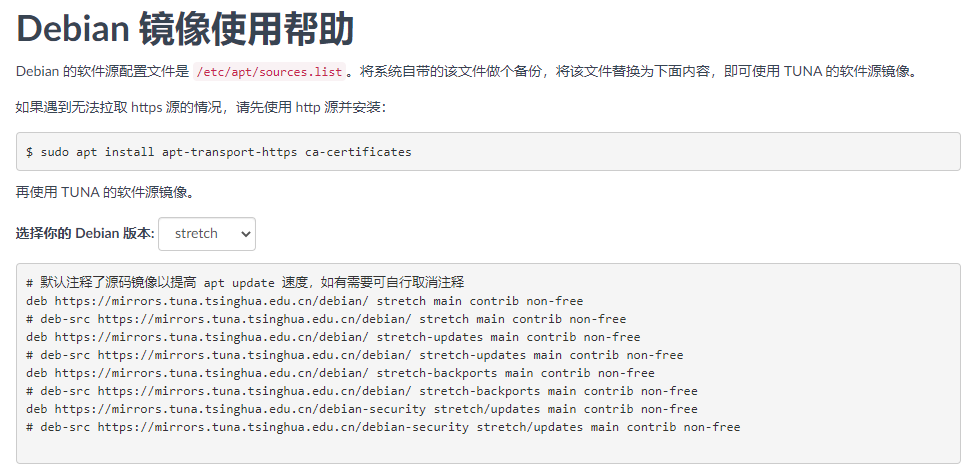 Debian 镜像使用帮助
Debian 的软件源配置文件是 /etc/apt/sources.list。将系统自带的该文件做个备份，将该文件替换为下面内容，即可使用 TUNA 的软件源镜像。
如果遇到无法拉取 https 源的情况，请先使用 http 源并安装：
$ sudo apt install apt-transport-https ca-certificates
再使用 TUNA 的软件源镜像。
选择你的 Debian 版本: stretch
# 默认注释了源码镜像以提高 apt update 速度，如有需要可自行取消注释
deb https://mirrors.tuna.tsinghua.edu.cn/debian/ stretch main contrib non-free
# deb-src https://mirrors.tuna.tsinghua.edu.cn/debian/ stretch main contrib non-free
deb https://mirrors.tuna.tsinghua.edu.cn/debian/ stretch-updates main contrib non-free
# deb-src https://mirrors.tuna.tsinghua.edu.cn/debian/ stretch-updates main contrib non-free
deb https://mirrors.tuna.tsinghua.edu.cn/debian/ stretch-backports main contrib non-free
# deb-src https://mirrors.tuna.tsinghua.edu.cn/debian/ stretch-backports main contrib non-free
deb https://mirrors.tuna.tsinghua.edu.cn/debian-security stretch/updates main contrib non-free
# deb-src https://mirrors.tuna.tsinghua.edu.cn/debian-security stretch/updates main contrib non-free